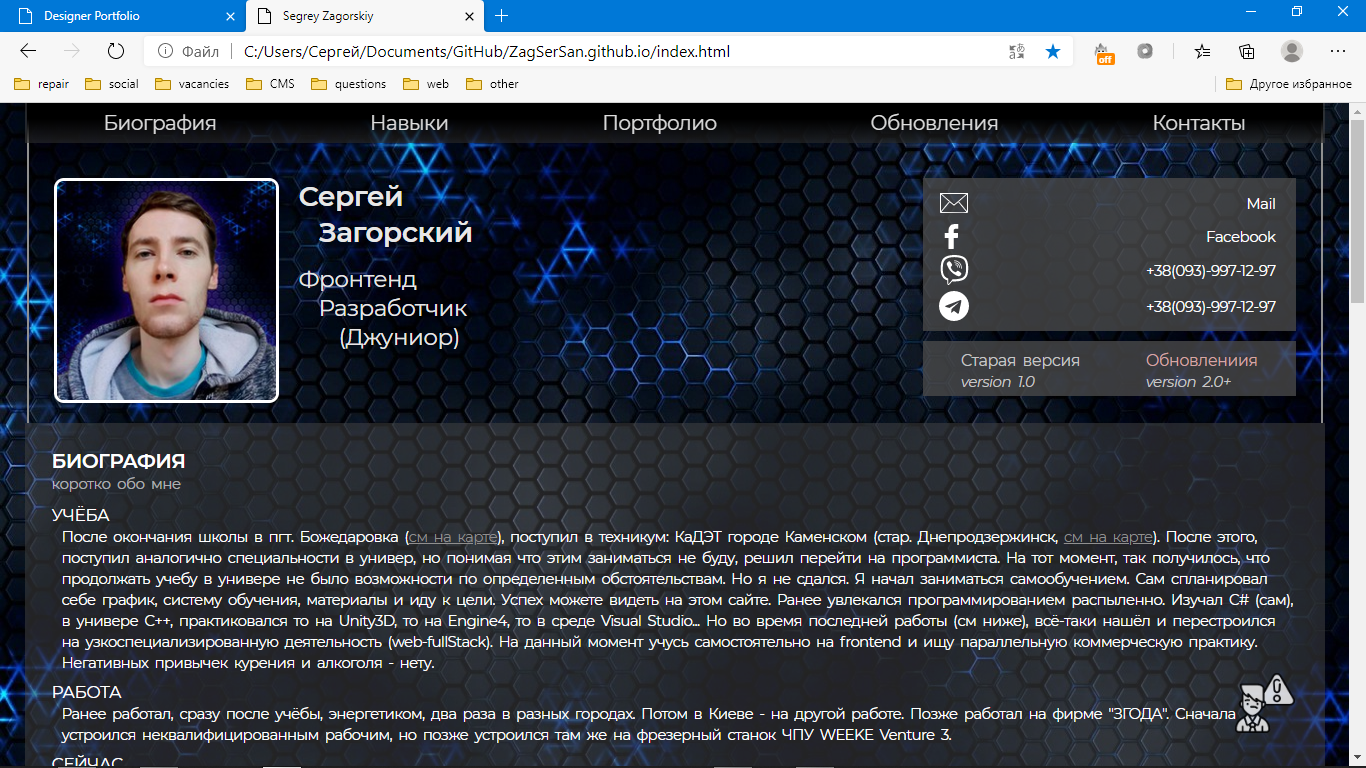 Designer Portfolio
Segrey Zagorskiy
Файл
C:/Users/Сергей/Documents/GitHub/ZagSerSan.github.io/index.html
off
repair
social
vacancies
CMS
questions
web
other
Другое избранное
Биография
Навыки
Портфолио
Обновления
Контакты
Сергей
Загорский
Фронтенд
Разработчик
(Джуниор)
Mail
Facebook
+38(093)-997-12-97
+38(093)-997-12-97
Старая версия
version 1.0
Обновлениия
version 2.0+
БИОГРАФИЯ
коротко обо мне
УЧЁБА
После окончания школы в пгт. Божедаровка (см на карте), поступил в техникум: КаДЭТ городе Каменском (стар. Днепродзержинск, см на карте). После этого,
поступил аналогично специальности в универ, но понимая что этим заниматься не буду, решил перейти на программиста. На тот момент, так получилось, что
продолжать учебу в универе не было возможности по определенным обстоятельствам. Но я не сдался. Я начал заниматься самообучением. Сам спланировал
себе график, систему обучения, материалы и иду к цели. Успех можете видеть на этом сайте. Ранее увлекался программированием распыленно. Изучал C# (сам),
в универе C++, практиковался то на Unity3D, то на Engine4, то в среде Visual Studio... Но во время последней работы (см ниже), всё-таки нашёл и перестроился
на узкоспециализированную деятельность (web-fullStack). На данный момент учусь самостоятельно на frontend и ищу параллельную коммерческую практику.
Негативных привычек курения и алкоголя - нету.
РАБОТА
Ранее работал, сразу после учёбы, энергетиком, два раза в разных городах. Потом в Киеве - на другой работе. Позже работал на фирме "ЗГОДА". Сначала
устроился неквалифицированным рабочим, но позже устроился там же на фрезерный станок ЧПУ WEEKE Venture 3.
СЕЙЧАС